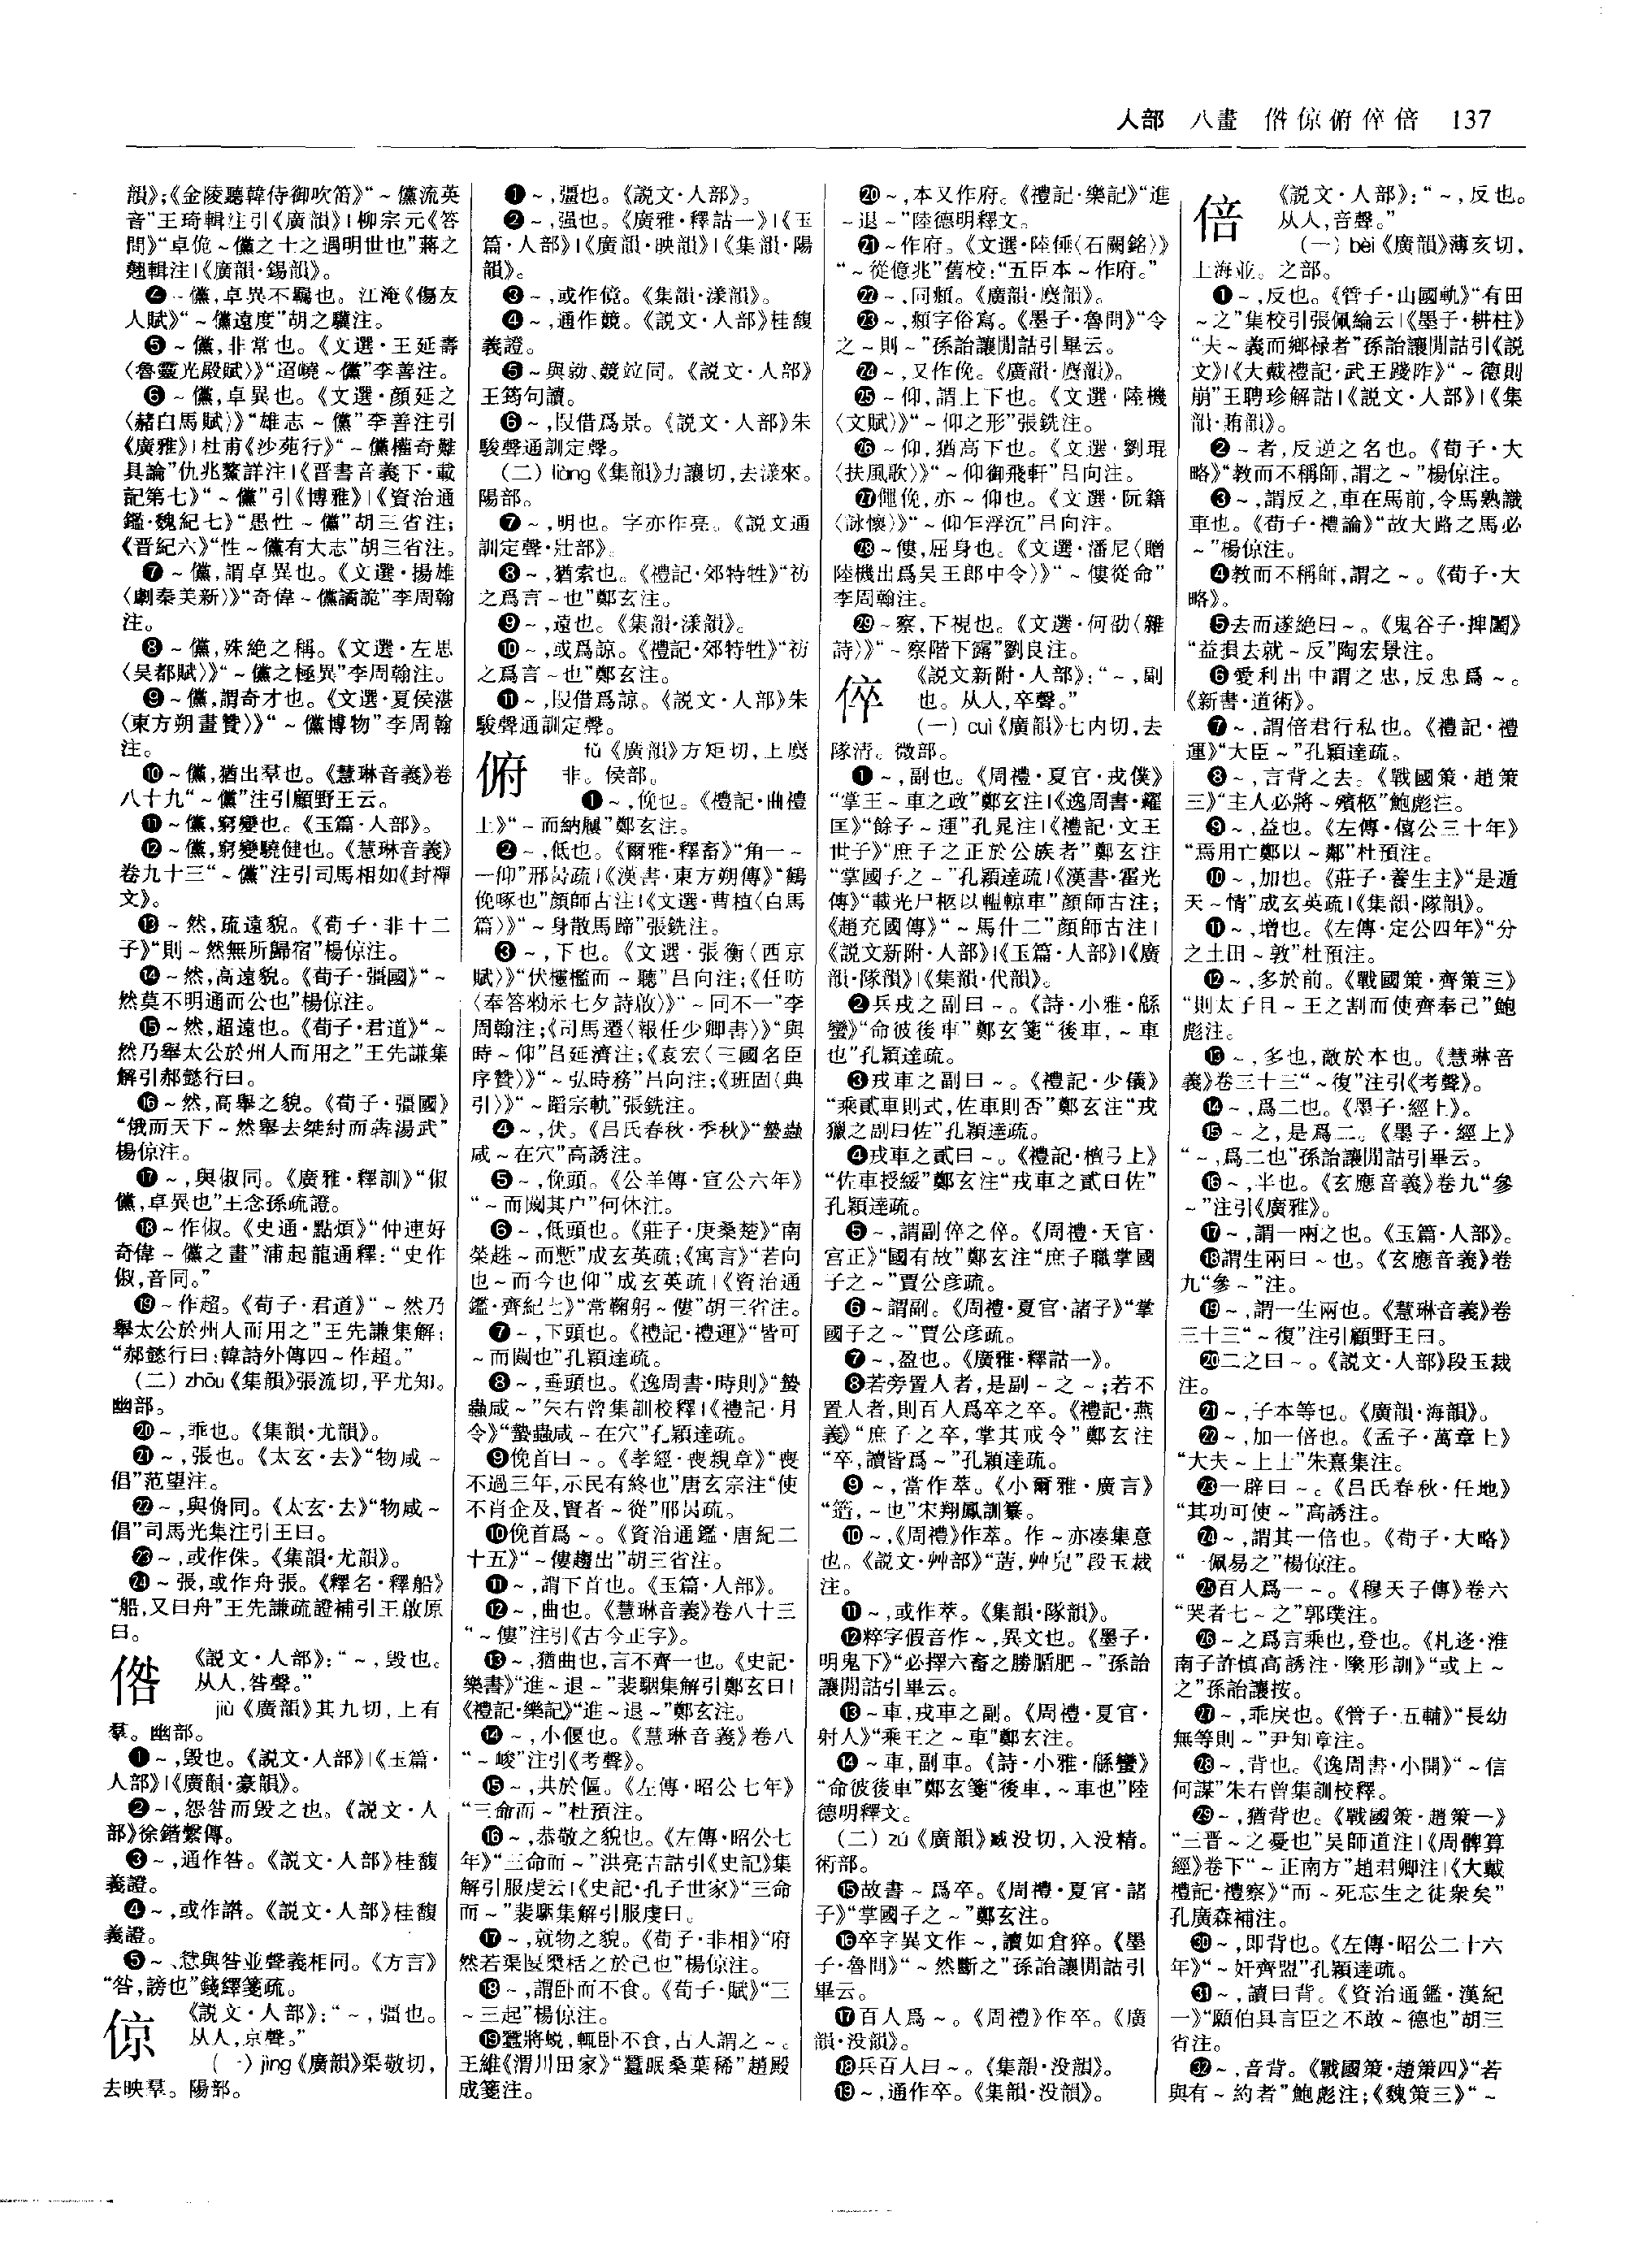 人部 八畫 倃倞俯倅倍 137
韻》;《金陵聽韓侍御吹笛》“～儻流英
音”王琦輯注引《廣韻》|柳宗元《答
問》“卓倪～儻之十之遇明世也”蔣之
翹輯注|《廣韻·錫韻》。
❹～儻,卓異不羈也。江淹《傷友
人賦》“～儻遠度”胡之驥注。
❺～儻,非常也。《文選·王延壽
〈魯靈光殿賦〉》“迢嶢～儻”李善注。
❻～儻,卓異也。《文選·顔延之
〈赭白馬賦〉》“雄志～儻”李善注引
《廣雅》|杜甫《沙苑行》“～儻權奇難
具論”仇兆鰲詳注|《晋書音義下·載
記第七》“～儻”引《博雅》|《資治通
鑑·魏紀七》“愚性～儻”胡三省注;
《晋紀六》“性～儻有大志”胡三省注。
❼～儻,謂卓異也。《文選·揚雄
〈劇秦美新〉》“奇偉～儻譎詭”李周翰
注。
❽～儻,殊絶之稱。《文選·左思
〈吴都賦〉》“～儻之極異”李周翰注。
❾～儻,謂奇才也。《文選·夏侯湛
〈東方朔畫贊〉》“～儻博物”李周翰
注。
❿～儻,猶出羣也。《慧琳音義》卷
八十九“～儻”注引顧野王云。
⓫～儻,窮變也。《玉篇·人部》。
⓬～儻,窮變驍健也。《慧琳音義》
卷九十三“～儻”注引司馬相如《封禪
文》。
⓭～然,疏遠貌。《荀子·非十二
子》“則～然無所歸宿”楊倞注。
⓮～然,高遠貌。《荀子·彊國》“～
然莫不明通而公也”楊倞注。
⓯～然,超遠也。《荀子·君道》“～
然乃舉太公於州人而用之”王先謙集
解引郝懿行曰。
⓰～然,高舉之貌。《荀子·彊國》
“俄而天下～然舉去桀紂而犇湯武”
楊倞注。
⓱～,與俶同。《廣雅·釋訓》“俶
儻,卓異也”王念孫疏證。
⓲～作俶。《史通·點煩》“仲連好
奇偉～儻之畫”浦起龍通釋:“史作
俶,音同。”
⓳～作超。《荀子·君道》“～然乃
舉太公於州人而用之”王先謙集解:
“郝懿行曰:韓詩外傳四～作超。”
(二)zhōu《集韻》張流切,平尤知。
幽部。
⓴～,乖也。《集韻·尤韻》。
㉑～,張也。《太玄·去》“物咸～
倡”范望注。
㉒～,與侜同。《太玄·去》“物咸～
倡”司馬光集注引王曰。
㉓～,或作侏。《集韻·尤韻》。
㉔～張,或作舟張。《釋名·釋船》
“船,又曰舟”王先謙疏證補引王啟原
曰。
倃
《説文·人部》:“～,毀也。
从人,咎聲。”
jiù《廣韻》其九切,上有
羣。幽部。
❶～,毀也。《説文·人部》|《玉篇·
人部》|《廣韻·豪韻》。
❷～,怨咎而毀之也。《説文·人
部》徐鍇繫傳。
❸～,通作咎。《説文·人部》桂馥
義證。
❹～,或作諎。《説文·人部》桂馥
義證。
❺～、㤱與咎並聲義相同。《方言》
“咎,謗也”錢繹箋疏。
倞
《説文·人部》:“～,彊也。
从人,京聲。”
(一)jìng《廣韻》渠敬切,
去映羣。陽部。
❶～,彊也。《説文·人部》。
❷～,强也。《廣雅·釋詁一》|《玉
篇·人部》|《廣韻·映韻》|《集韻·陽
韻》。
❸～,或作傹。《集韻·漾韻》。
❹～,通作競。《説文·人部》桂馥
義證。
❺～與勍、競竝同。《説文·人部》
王筠句讀。
❻～,叚借爲景。《説文·人部》朱
駿聲通訓定聲。
(二)liàng《集韻》力讓切,去漾來。
陽部。
❼～,明也。字亦作亮。《説文通
訓定聲·壯部》。
❽～,猶索也。《禮記·郊特牲》“祊
之爲言～也”鄭玄注。
❾～,遠也。《集韻·漾韻》。
❿～,或爲諒。《禮記·郊特牲》“祊
之爲言～也”鄭玄注。
⓫～,叚借爲諒。《説文·人部》朱
駿聲通訓定聲。
俯
fǔ《廣韻》方矩切,上麌
非。侯部。
❶～,俛也。《禮記·曲禮
上》“～而納屨”鄭玄注。
❷～,低也。《爾雅·釋畜》“角一～
一仰”邢昺疏|《漢書·東方朔傳》“鶴
俛啄也”顔師古注|《文選·曹植〈白馬
篇〉》“～身散馬蹄”張銑注。
❸～,下也。《文選·張衡〈西京
賦〉》“伏櫺檻而～聽”吕向注;《任昉
〈奉答勑示七夕詩啟〉》“～同不一”李
周翰注;《司馬遷〈報任少卿書〉》“與
時～仰”吕延濟注;《袁宏〈三國名臣
序贊〉》“～弘時務”吕向注;《班固〈典
引〉》“～蹈宗軌”張銑注。
❹～,伏。《吕氏春秋·季秋》“蟄蟲
咸～在穴”高誘注。
❺～,俛頭。《公羊傳·宣公六年》
“～而闚其户”何休注。
❻～,低頭也。《莊子·庚桑楚》“南
榮趎～而慙”成玄英疏;《寓言》“若向
也～而今也仰”成玄英疏|《資治通
鑑·齊紀七》“常鞠躬～僂”胡三省注。
❼～,下頭也。《禮記·禮運》“皆可
～而闚也”孔穎達疏。
❽～,垂頭也。《逸周書·時則》“蟄
蟲咸～”朱右曾集訓校釋|《禮記·月
令》“蟄蟲咸～在穴”孔穎達疏。
❾俛首曰～。《孝經·喪親章》“喪
不過三年,示民有終也”唐玄宗注“使
不肖企及,賢者～從”邢昺疏。
❿俛首爲～。《資治通鑑·唐紀二
十五》“～僂趨出”胡三省注。
⓫～,謂下首也。《玉篇·人部》。
⓬～,曲也。《慧琳音義》卷八十三
“～僂”注引《古今正字》。
⓭～,猶曲也,言不齊一也。《史記·
樂書》“進～退～”裴駰集解引鄭玄曰|
《禮記·樂記》“進～退～”鄭玄注。
⓮～,小偃也。《慧琳音義》卷八
“～峻”注引《考聲》。
⓯～,共於傴。《左傳·昭公七年》
“三命而～”杜預注。
⓰～,恭敬之貌也。《左傳·昭公七
年》“三命而～”洪亮吉詁引《史記》集
解引服虔云|《史記·孔子世家》“三命
而～”裴駰集解引服虔曰。
⓱～,就物之貌。《荀子·非相》“府
然若渠匽檃栝之於己也”楊倞注。
⓲～,謂卧而不食。《荀子·賦》“三
～三起”楊倞注。
⓳蠶將蜕,輒卧不食,古人謂之～。
王維《渭川田家》“蠶眠桑葉稀”趙殿
成箋注。
⓴～,本又作府。《禮記·樂記》“進
～退～”陸德明釋文。
㉑～作府。《文選·陸倕〈石闕銘〉》
“～從億兆”舊校:“五臣本～作府。”
㉒～,同頫。《廣韻·麌韻》。
㉓～,頫字俗寫。《墨子·魯問》“令
之～則～”孫詒讓閒詁引畢云。
㉔～,又作俛。《廣韻·麌韻》。
㉕～仰,謂上下也。《文選·陸機
〈文賦〉》“～仰之形”張銑注。
㉖～仰,猶高下也。《文選·劉琨
〈扶風歌〉》“～仰御飛軒”吕向注。
㉗僶俛,亦～仰也。《文選·阮籍
〈詠懷〉》“～仰乍浮沉”吕向注。
㉘～僂,屈身也。《文選·潘尼〈贈
陸機出爲吴王郎中令〉》“～僂從命”
李周翰注。
㉙～察,下視也。《文選·何劭〈雜
詩〉》“～察階下露”劉良注。
倅
《説文新附·人部》:“～,副
也。从人,卒聲。”
(一)cuì《廣韻》七内切,去
隊清。微部。
❶～,副也。《周禮·夏官·戎僕》
“掌王～車之政”鄭玄注|《逸周書·糴
匡》“餘子～運”孔晁注|《禮記·文王
世子》“庶子之正於公族者”鄭玄注
“掌國子之～”孔穎達疏|《漢書·霍光
傳》“載光尸柩以輼輬車”顔師古注;
《趙充國傳》“～馬什二”顔師古注|
《説文新附·人部》|《玉篇·人部》|《廣
韻·隊韻》|《集韻·代韻》。
❷兵戎之副曰～。《詩·小雅·緜
蠻》“命彼後車”鄭玄箋“後車,～車
也”孔穎達疏。
❸戎車之副曰～。《禮記·少儀》
“乘貳車則式,佐車則否”鄭玄注“戎
獵之副曰佐”孔穎達疏。
❹戎車之貳曰～。《禮記·檀弓上》
“佐車授綏”鄭玄注“戎車之貳曰佐”
孔穎達疏。
❺～,謂副倅之倅。《周禮·天官·
宫正》“國有故”鄭玄注“庶子職掌國
子之～”賈公彦疏。
❻～謂副。《周禮·夏官·諸子》“掌
國子之～”賈公彦疏。
❼～,盈也。《廣雅·釋詁一》。
❽若旁置人者,是副～之～;若不
置人者,則百人爲卒之卒。《禮記·燕
義》“庶子之卒,掌其戒令”鄭玄注
“卒,讀皆爲～”孔穎達疏。
❾～,當作萃。《小爾雅·廣言》
“簉,～也”宋翔鳳訓纂。
❿～,《周禮》作萃。作～亦凑集意
也。《説文·艸部》“莡,艸皃”段玉裁
注。
⓫～,或作萃。《集韻·隊韻》。
⓬粹字假音作～,異文也。《墨子·
明鬼下》“必擇六畜之勝腯肥～”孫詒
讓閒詁引畢云。
⓭～車,戎車之副。《周禮·夏官·
射人》“乘王之～車”鄭玄注。
⓮～車,副車。《詩·小雅·緜蠻》
“命彼後車”鄭玄箋“後車,～車也”陸
德明釋文。
(二)zú《廣韻》臧没切,入没精。
術部。
⓯故書～爲卒。《周禮·夏官·諸
子》“掌國子之～”鄭玄注。
⓰卒字異文作～,讀如倉猝。《墨
子·魯問》“～然斷之”孫詒讓閒詁引
畢云。
⓱百人爲～。《周禮》作卒。《廣
韻·没韻》。
⓲兵百人曰～。《集韻·没韻》。
⓳～,通作卒。《集韻·没韻》。
倍
《説文·人部》:“～,反也。
从人,咅聲。”
(一)bèi《廣韻》薄亥切,
上海並。之部。
❶～,反也。《管子·山國軌》“有田
～之”集校引張佩綸云|《墨子·耕柱》
“夫～義而鄉禄者”孫詒讓閒詁引《説
文》|《大戴禮記·武王踐阼》“～德則
崩”王聘珍解詁|《説文·人部》|《集
韻·賄韻》。
❷～者,反逆之名也。《荀子·大
略》“教而不稱師,謂之～”楊倞注。
❸～,謂反之,車在馬前,令馬熟識
車也。《荀子·禮論》“故大路之馬必
～”楊倞注。
❹教而不稱師,謂之～。《荀子·大
略》。
❺去而遂絶曰～。《鬼谷子·捭闔》
“益損去就～反”陶宏景注。
❻愛利出中謂之忠,反忠爲～。
《新書·道術》。
❼～,謂倍君行私也。《禮記·禮
運》“大臣～”孔穎達疏。
❽～,言背之去。《戰國策·趙策
三》“主人必將～殯柩”鮑彪注。
❾～,益也。《左傳·僖公三十年》
“焉用亡鄭以～鄰”杜預注。
❿～,加也。《莊子·養生主》“是遁
天～情”成玄英疏|《集韻·隊韻》。
⓫～,增也。《左傳·定公四年》“分
之土田～敦”杜預注。
⓬～,多於前。《戰國策·齊策三》
“則太子且～王之割而使齊奉己”鮑
彪注。
⓭～,多也,敵於本也。《慧琳音
義》卷三十三“～復”注引《考聲》。
⓮～,爲二也。《墨子·經上》。
⓯～之,是爲二。《墨子·經上》
“～,爲二也”孫詒讓閒詁引畢云。
⓰～,半也。《玄應音義》卷九“參
～”注引《廣雅》。
⓱～,謂一兩之也。《玉篇·人部》。
⓲謂生兩曰～也。《玄應音義》卷
九“參～”注。
⓳～,謂一生兩也。《慧琳音義》卷
三十三“～復”注引顧野王曰。
⓴二之曰～。《説文·人部》段玉裁
注。
㉑～,子本等也。《廣韻·海韻》。
㉒～,加一倍也。《孟子·萬章上》
“大夫～上士”朱熹集注。
㉓一辟曰～。《吕氏春秋·任地》
“其功可使～”高誘注。
㉔～,謂其一倍也。《荀子·大略》
“一佩易之”楊倞注。
㉕百人爲一～。《穆天子傳》卷六
“哭者七～之”郭璞注。
㉖～之爲言乘也,登也。《札迻·淮
南子許慎高誘注·墬形訓》“或上～
之”孫詒讓按。
㉗～,乖戾也。《管子·五輔》“長幼
無等則～”尹知章注。
㉘～,背也。《逸周書·小開》“～信
何謀”朱右曾集訓校釋。
㉙～,猶背也。《戰國策·趙策一》
“三晋～之憂也”吴師道注|《周髀算
經》卷下“～正南方”趙君卿注|《大戴
禮記·禮察》“而～死忘生之徒衆矣”
孔廣森補注。
㉚～,即背也。《左傳·昭公二十六
年》“～奸齊盟”孔穎達疏。
㉛～,讀曰背。《資治通鑑·漢紀
一》“願伯具言臣之不敢～德也”胡三
省注。
㉜～,音背。《戰國策·趙策四》“若
與有～約者”鮑彪注;《魏策三》“～